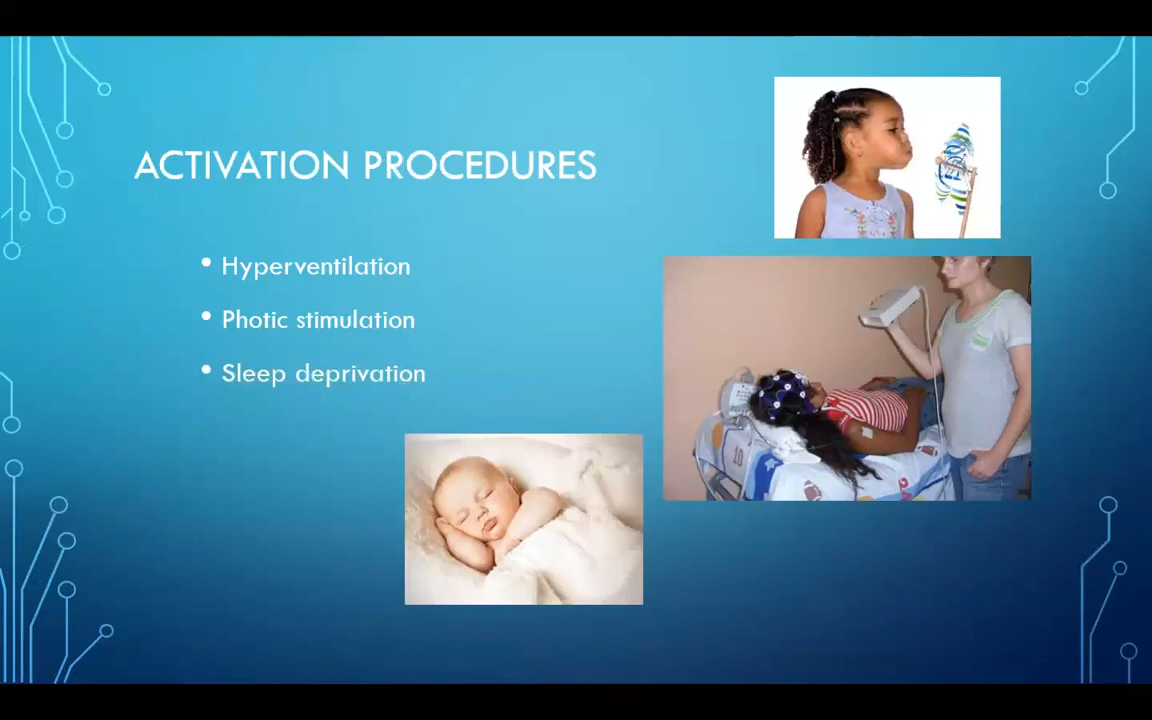 ACTIVATION PROCEDURES
• Hyperventilation
• Photic stimulation
• Sleep deprivation